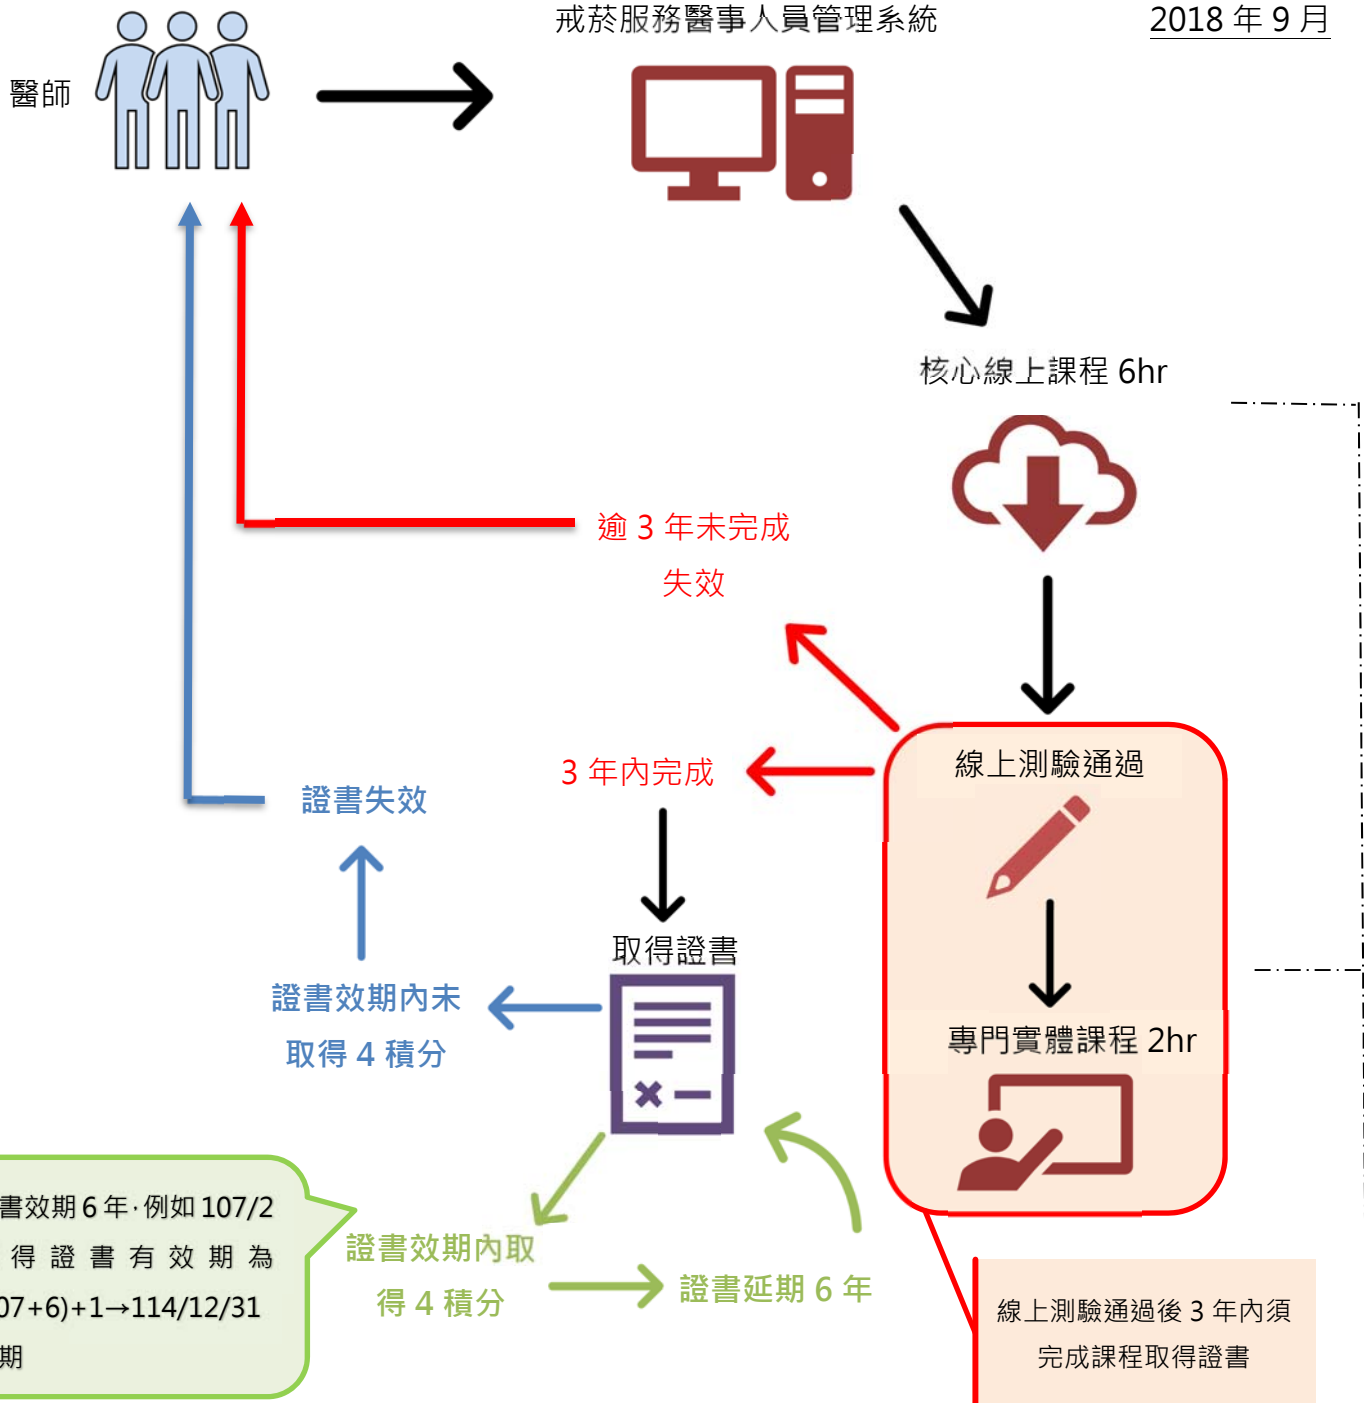 戒菸服務醫事人員管理系統
2018 年 9 月
醫師
核心線上課程 6hr
逾 3 年未完成
失效
線上測驗通過
3 年內完成
證書失效
取得證書
證書效期內未
取得 4 積分
專門實體課程 2hr
書效期 6 年，例如 107/2
得證書有效期為
07+6)+1→114/12/31
期
證書效期內取
得 4 積分
證書延期 6 年
線上測驗通過後 3 年內須
完成課程取得證書